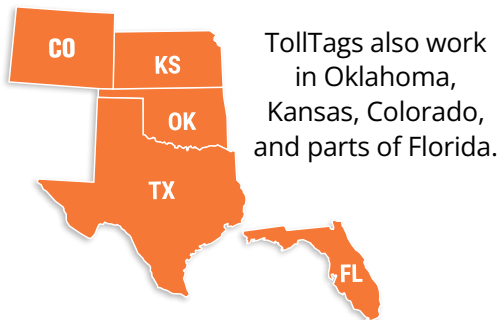 CO
KS
OK
TX
FL
TollTags also work
in Oklahoma,
Kansas, Colorado,
and parts of Florida.